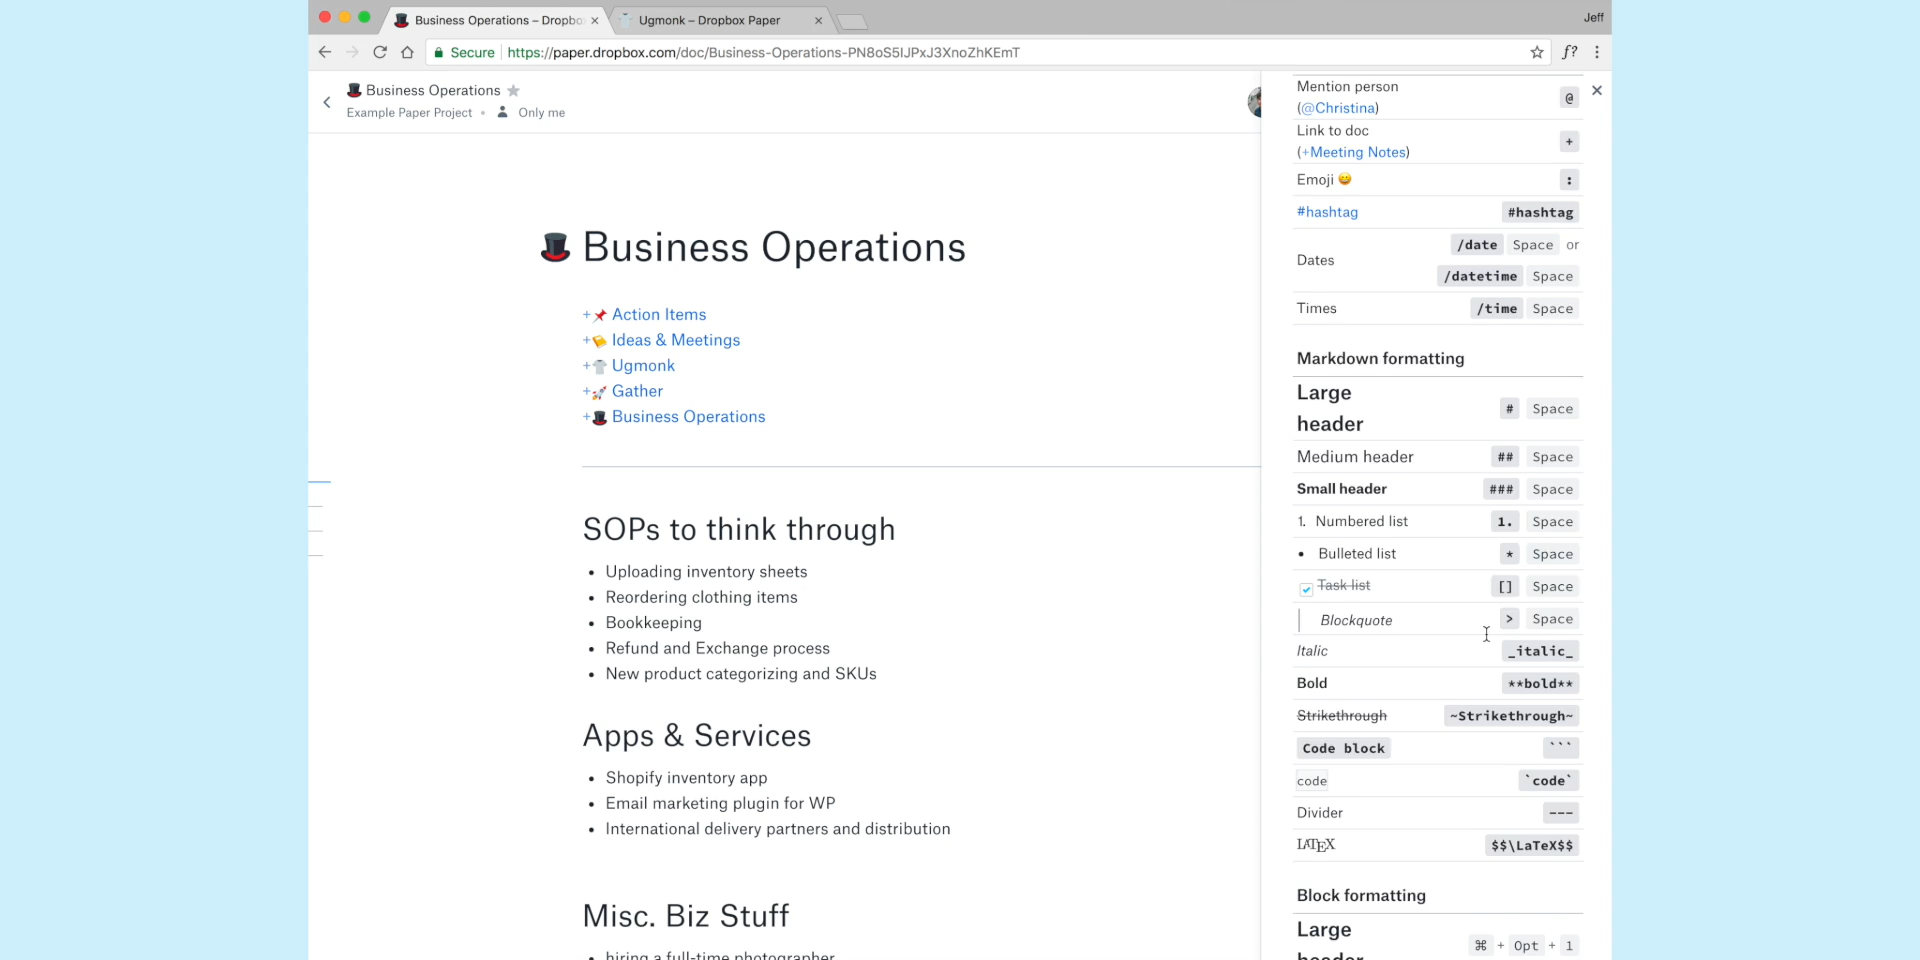 Business Operations – Dropbo
Ugmonk – Dropbox Paper
Jeff
Secure
https://paper.dropbox.com/doc/Business-Operations-PN8oS5IJPxJ3XnoZhKEmT
f?
Business Operations
Example Paper Project • Only me
Business Operations
+ Action Items
+ Ideas & Meetings
+ Ugmonk
+ Gather
+ Business Operations
SOPs to think through
• Uploading inventory sheets
• Reordering clothing items
• Bookkeeping
• Refund and Exchange process
• New product categorizing and SKUs
Apps & Services
• Shopify inventory app
• Email marketing plugin for WP
• International delivery partners and distribution
Misc. Biz Stuff
• hiring a full-time photographer
Mention person
(@Christina) @
Link to doc
(+Meeting Notes) +
Emoji 😄 :
#hashtag #hashtag
Dates /date Space or
/datetime Space
Times /time Space
Markdown formatting
Large
header # Space
Medium header ## Space
Small header ### Space
1. Numbered list 1. Space
• Bulleted list * Space
Task list [] Space
Blockquote > Space
Italic _italic_
Bold **bold**
Strikethrough ~Strikethrough~
Code block ```
code `code`
Divider ---
LATEX $$\LaTeX$$
Block formatting
Large
header ⌘ + Opt + 1